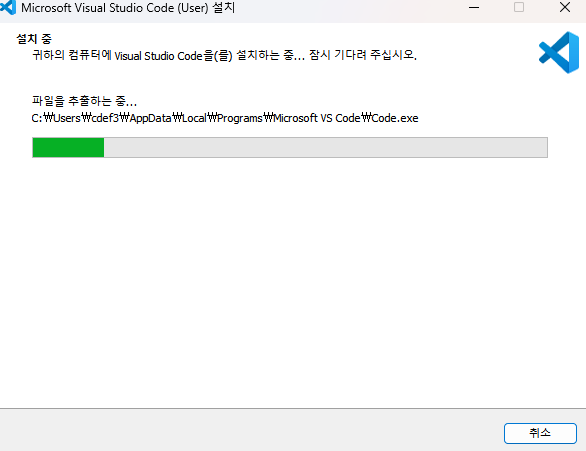 Microsoft Visual Studio Code (User) 설치
설치 중
귀하의 컴퓨터에 Visual Studio Code을(를) 설치하는 중... 잠시 기다려 주십시오.
파일을 추출하는 중...
C:₩Users₩cdef3₩AppData₩Local₩Programs₩Microsoft VS Code₩Code.exe
취소